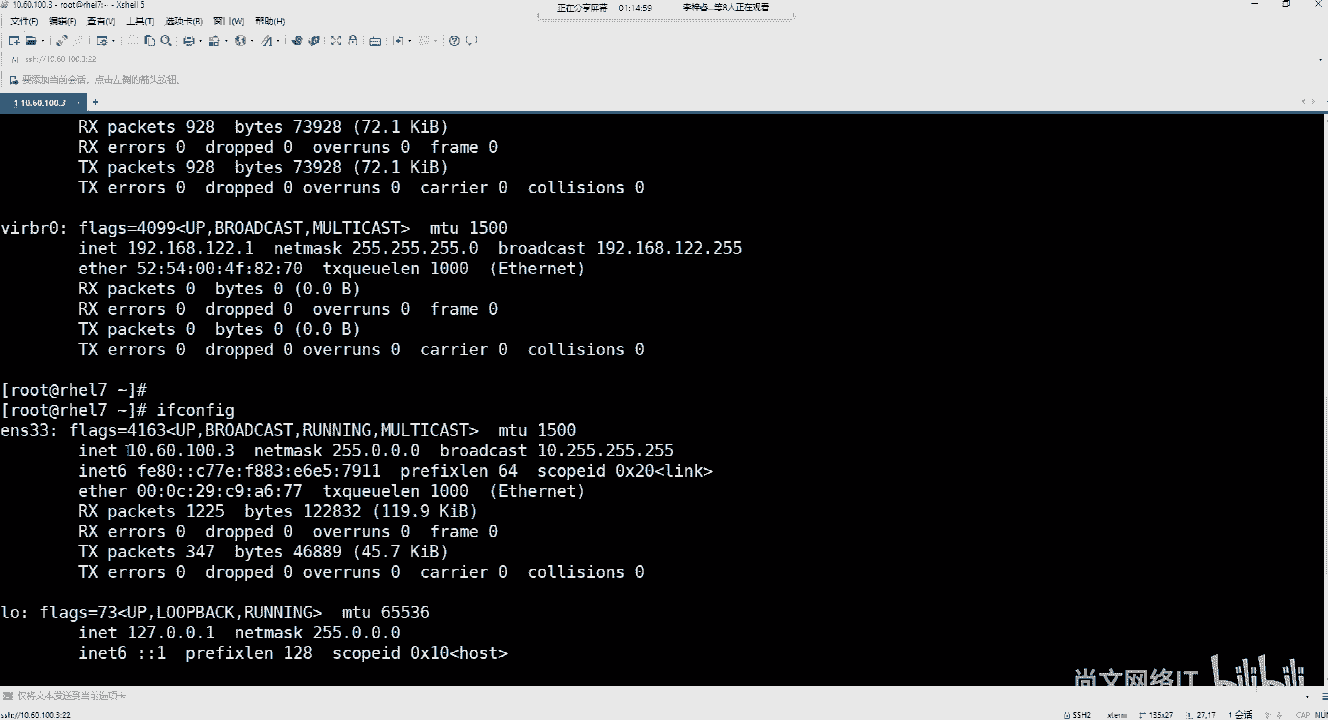 10.60.100.3 - root@rhel7:~ - Xshell 5
正在分享屏幕 01:14:59 李梓睿...等8人正在观看
文件(F) 编辑(E) 查看(V) 工具(T) 选项卡(B) 窗口(W) 帮助(H)
ssh://10.60.100.3:22
要添加当前会话,点击左侧的箭头按钮。
1 10.60.100.3 +
RX packets 928 bytes 73928 (72.1 KiB)
RX errors 0 dropped 0 overruns 0 frame 0
TX packets 928 bytes 73928 (72.1 KiB)
TX errors 0 dropped 0 overruns 0 carrier 0 collisions 0
virbr0: flags=4099<UP,BROADCAST,MULTICAST> mtu 1500
inet 192.168.122.1 netmask 255.255.255.0 broadcast 192.168.122.255
ether 52:54:00:4f:82:70 txqueuelen 1000 (Ethernet)
RX packets 0 bytes 0 (0.0 B)
RX errors 0 dropped 0 overruns 0 frame 0
TX packets 0 bytes 0 (0.0 B)
TX errors 0 dropped 0 overruns 0 carrier 0 collisions 0
[root@rhel7 ~]#
[root@rhel7 ~]# ifconfig
ens33: flags=4163<UP,BROADCAST,RUNNING,MULTICAST> mtu 1500
inet 10.60.100.3 netmask 255.0.0.0 broadcast 10.255.255.255
inet6 fe80::c77e:f883:e6e5:7911 prefixlen 64 scopeid 0x20<link>
ether 00:0c:29:c9:a6:77 txqueuelen 1000 (Ethernet)
RX packets 1225 bytes 122832 (119.9 KiB)
RX errors 0 dropped 0 overruns 0 frame 0
TX packets 347 bytes 46889 (45.7 KiB)
TX errors 0 dropped 0 overruns 0 carrier 0 collisions 0
lo: flags=73<UP,LOOPBACK,RUNNING> mtu 65536
inet 127.0.0.1 netmask 255.0.0.0
inet6 ::1 prefixlen 128 scopeid 0x10<host>
尚文网络IT bilibili
仅将文本发送到当前选项卡
ssh://10.60.100.3:22 SSH2 xterm 135x27 27,17 1 会话 CAP NUM